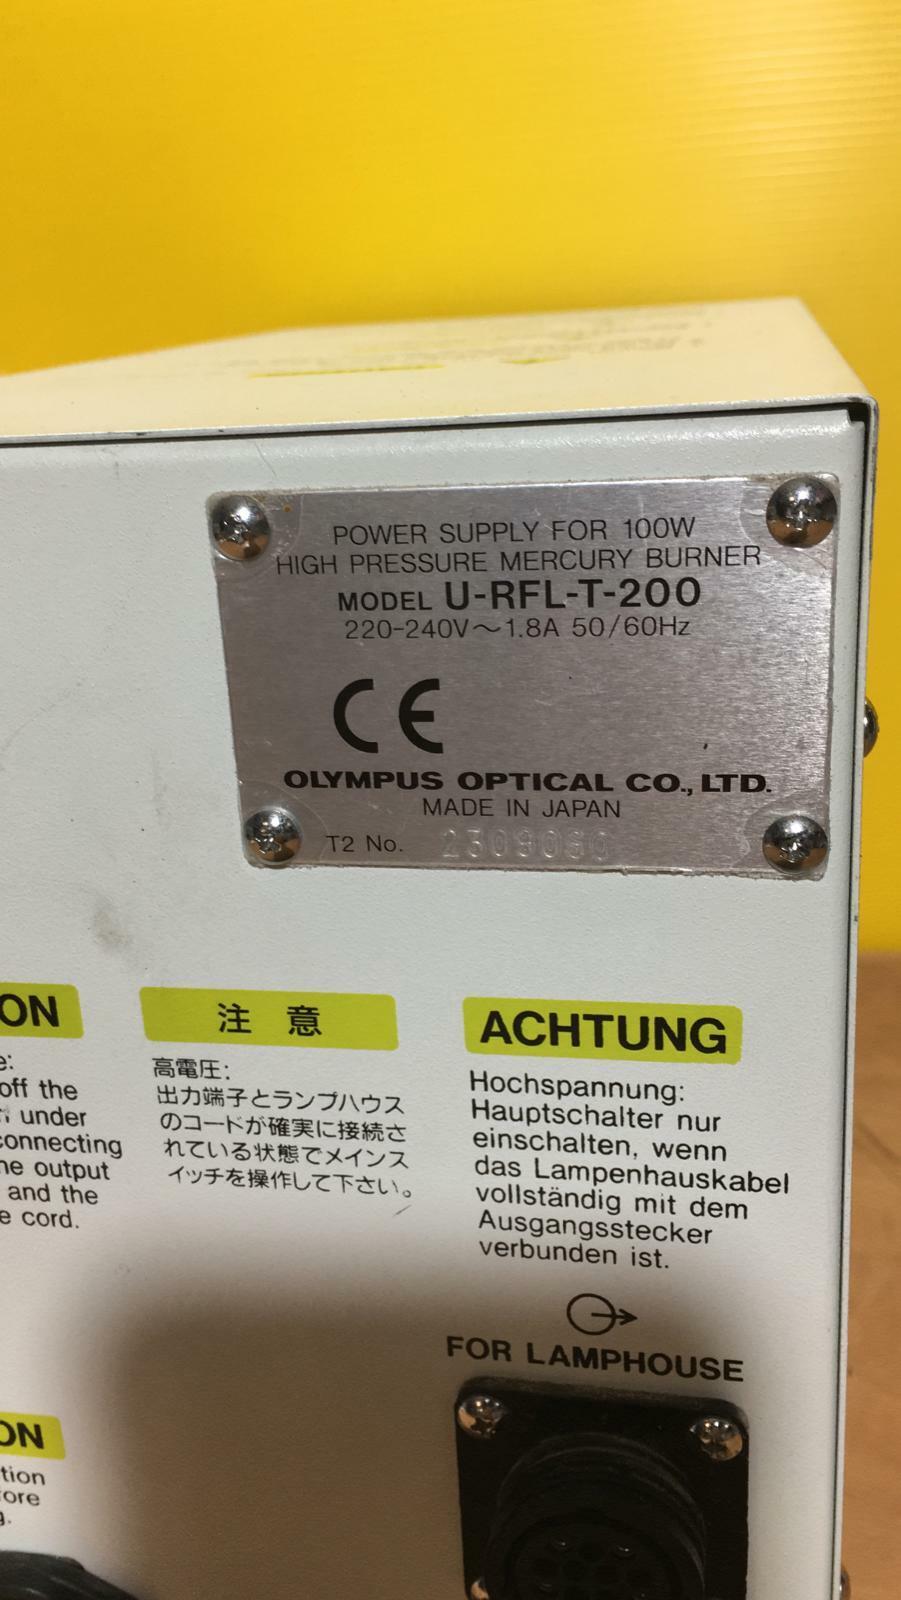 POWER SUPPLY FOR 100W
HIGH PRESSURE MERCURY BURNER
MODEL U-RFL-T-200
220-240V～1.8A 50/60Hz
CE
OLYMPUS OPTICAL CO., LTD.
MADE IN JAPAN
T2 No.
ON
e:
off the
under
connecting
he output
and the
e cord.
注意
高電圧:
出力端子とランプハウス
のコードが確実に接続さ
れている状態でメインス
イッチを操作して下さい。
ACHTUNG
Hochspannung:
Hauptschalter nur
einschalten, wenn
das Lampenhauskabel
vollständig mit dem
Ausgangsstecker
verbunden ist.
FOR LAMPHOUSE
ON
tion
fore
g.